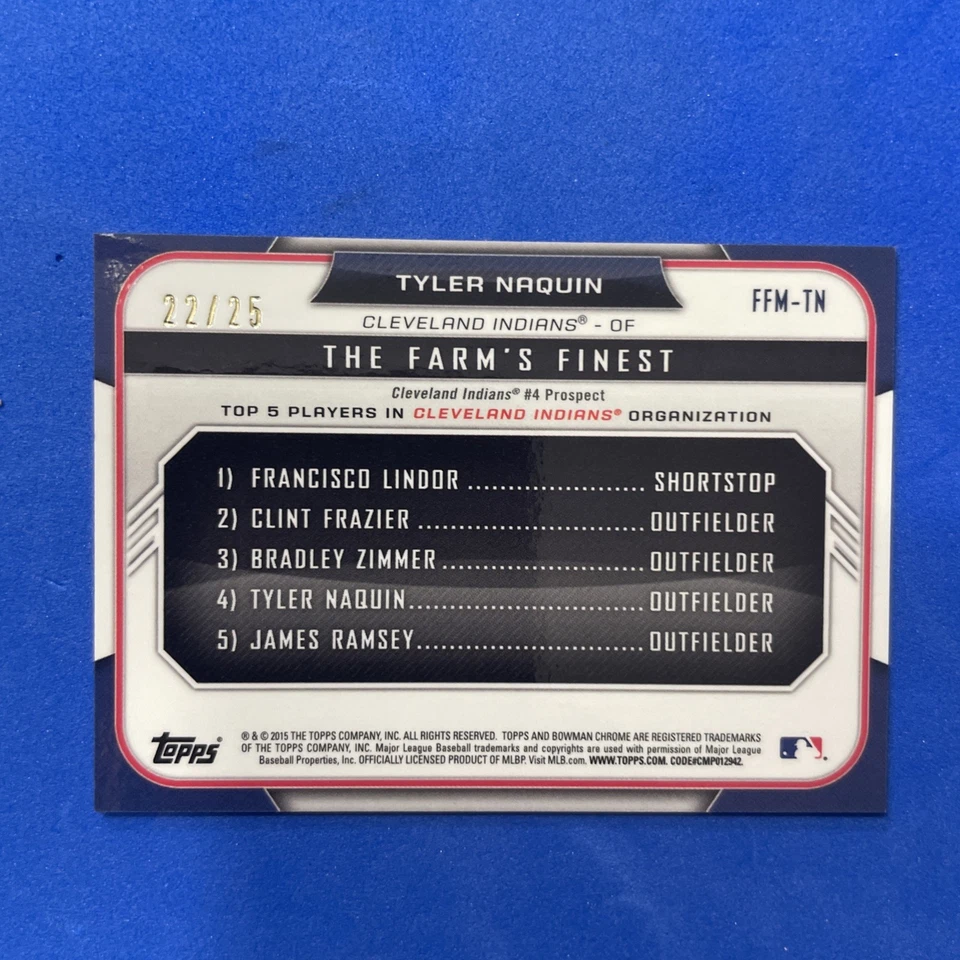 TYLER NAQUIN
22/25
FFM-TN
CLEVELAND INDIANS® - OF
THE FARM'S FINEST
Cleveland Indians® #4 Prospect
TOP 5 PLAYERS IN CLEVELAND INDIANS® ORGANIZATION
1) FRANCISCO LINDOR ...................... SHORTSTOP
2) CLINT FRAZIER ............................ OUTFIELDER
3) BRADLEY ZIMMER ......................... OUTFIELDER
4) TYLER NAQUIN ............................. OUTFIELDER
5) JAMES RAMSEY ............................ OUTFIELDER
topps®
® & © 2015 THE TOPPS COMPANY, INC. ALL RIGHTS RESERVED. TOPPS AND BOWMAN CHROME ARE REGISTERED TRADEMARKS
OF THE TOPPS COMPANY, INC. Major League Baseball trademarks and copyrights are used with permission of Major League
Baseball Properties, Inc. OFFICIALLY LICENSED PRODUCT OF MLBP. Visit MLB.com. WWW.TOPPS.COM. CODE#CMP012942.